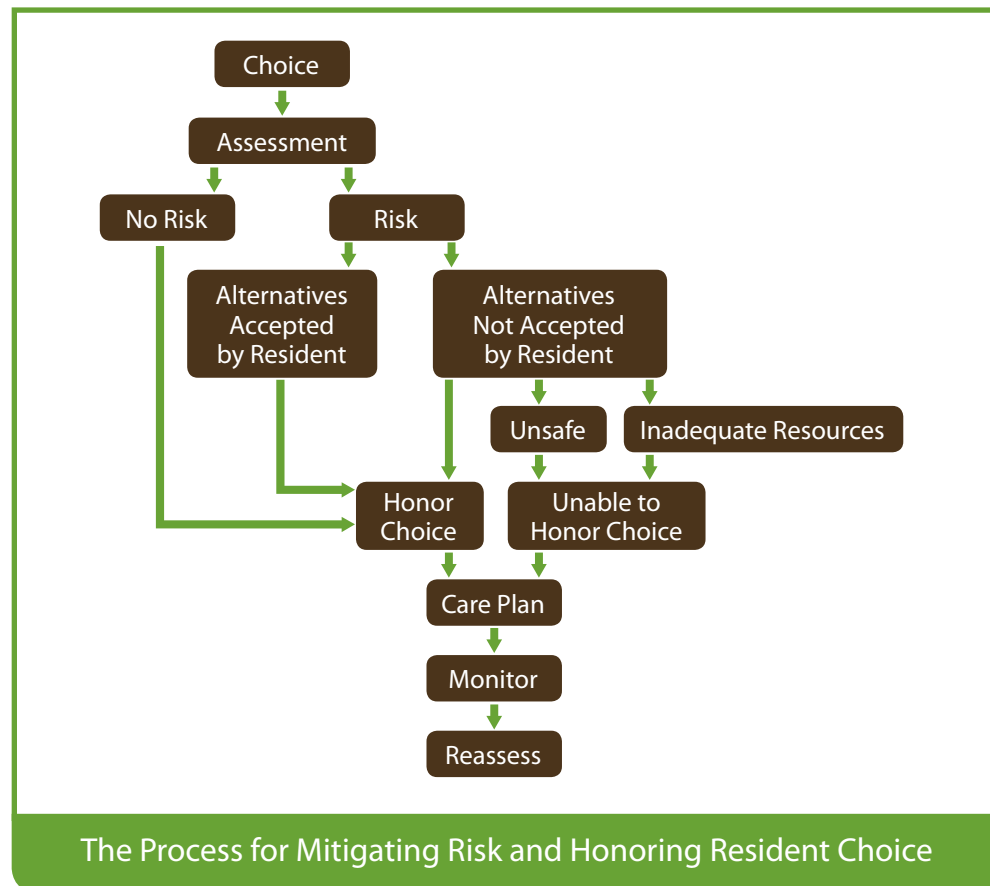 Choice
Assessment
No Risk
Risk
Alternatives
Accepted
by Resident
Alternatives
Not Accepted
by Resident
Unsafe
Inadequate Resources
Honor
Choice
Unable to
Honor Choice
Care Plan
Monitor
Reassess
The Process for Mitigating Risk and Honoring Resident Choice